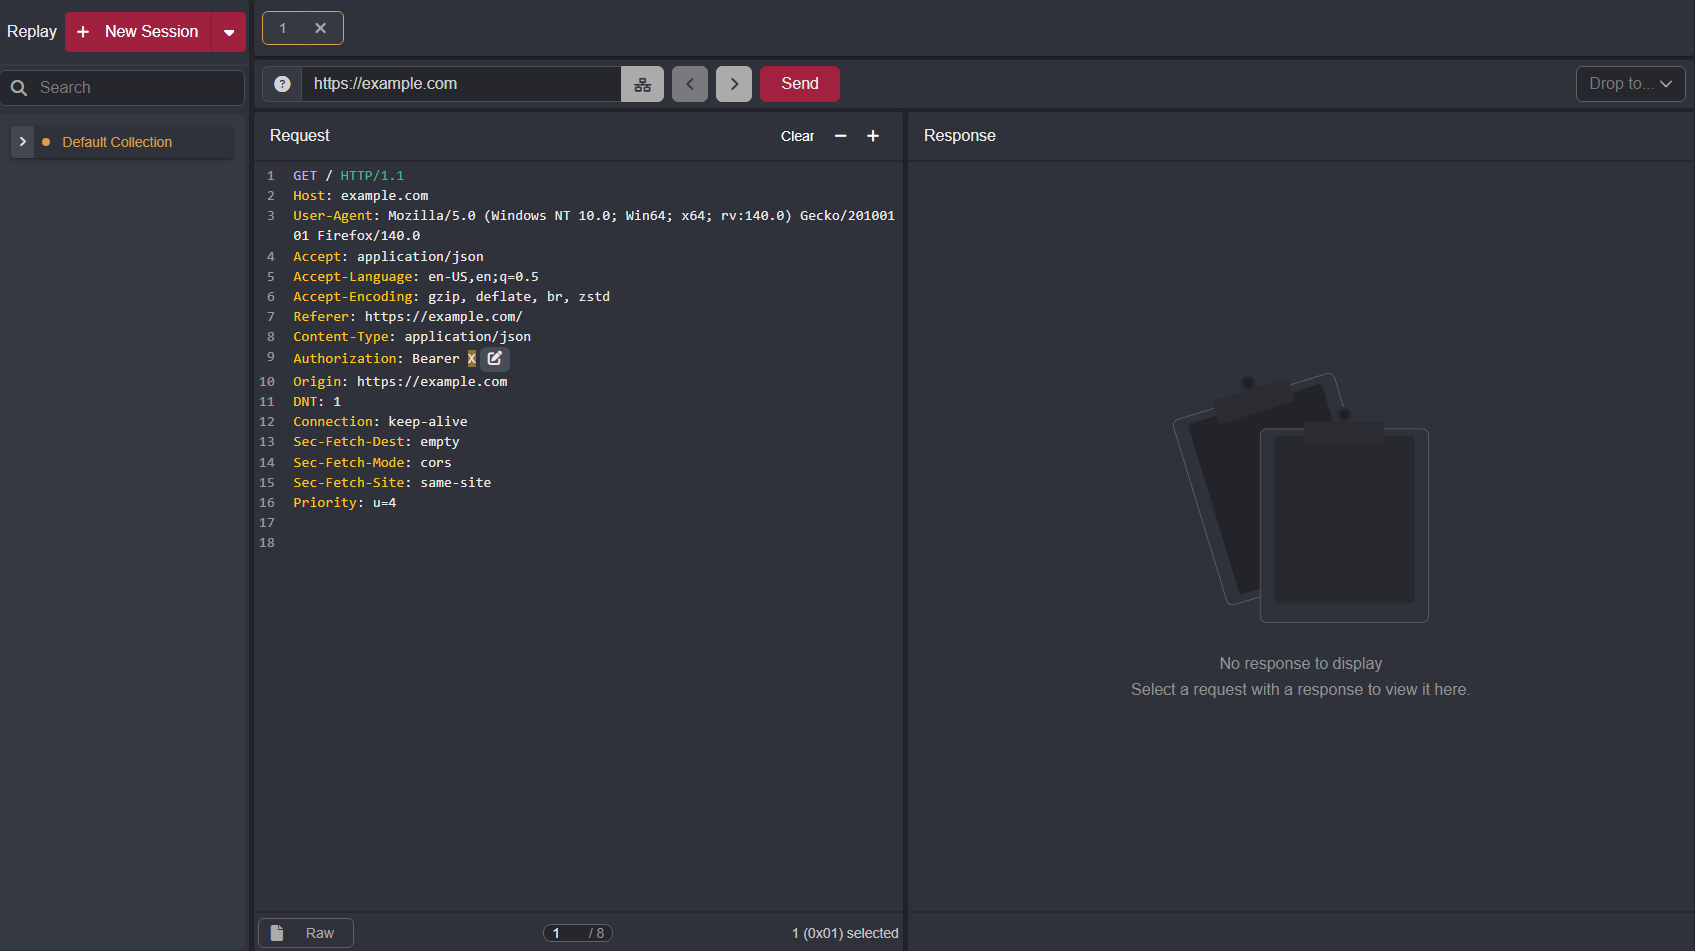 Replay
New Session
Search
Default Collection
1
https://example.com
Send
Drop to...
Request
Clear
1 GET / HTTP/1.1
2 Host: example.com
3 User-Agent: Mozilla/5.0 (Windows NT 10.0; Win64; x64; rv:140.0) Gecko/201001
01 Firefox/140.0
4 Accept: application/json
5 Accept-Language: en-US,en;q=0.5
6 Accept-Encoding: gzip, deflate, br, zstd
7 Referer: https://example.com/
8 Content-Type: application/json
9 Authorization: Bearer X
10 Origin: https://example.com
11 DNT: 1
12 Connection: keep-alive
13 Sec-Fetch-Dest: empty
14 Sec-Fetch-Mode: cors
15 Sec-Fetch-Site: same-site
16 Priority: u=4
17
18
Raw
1 / 8
1 (0x01) selected
Response
No response to display
Select a request with a response to view it here.